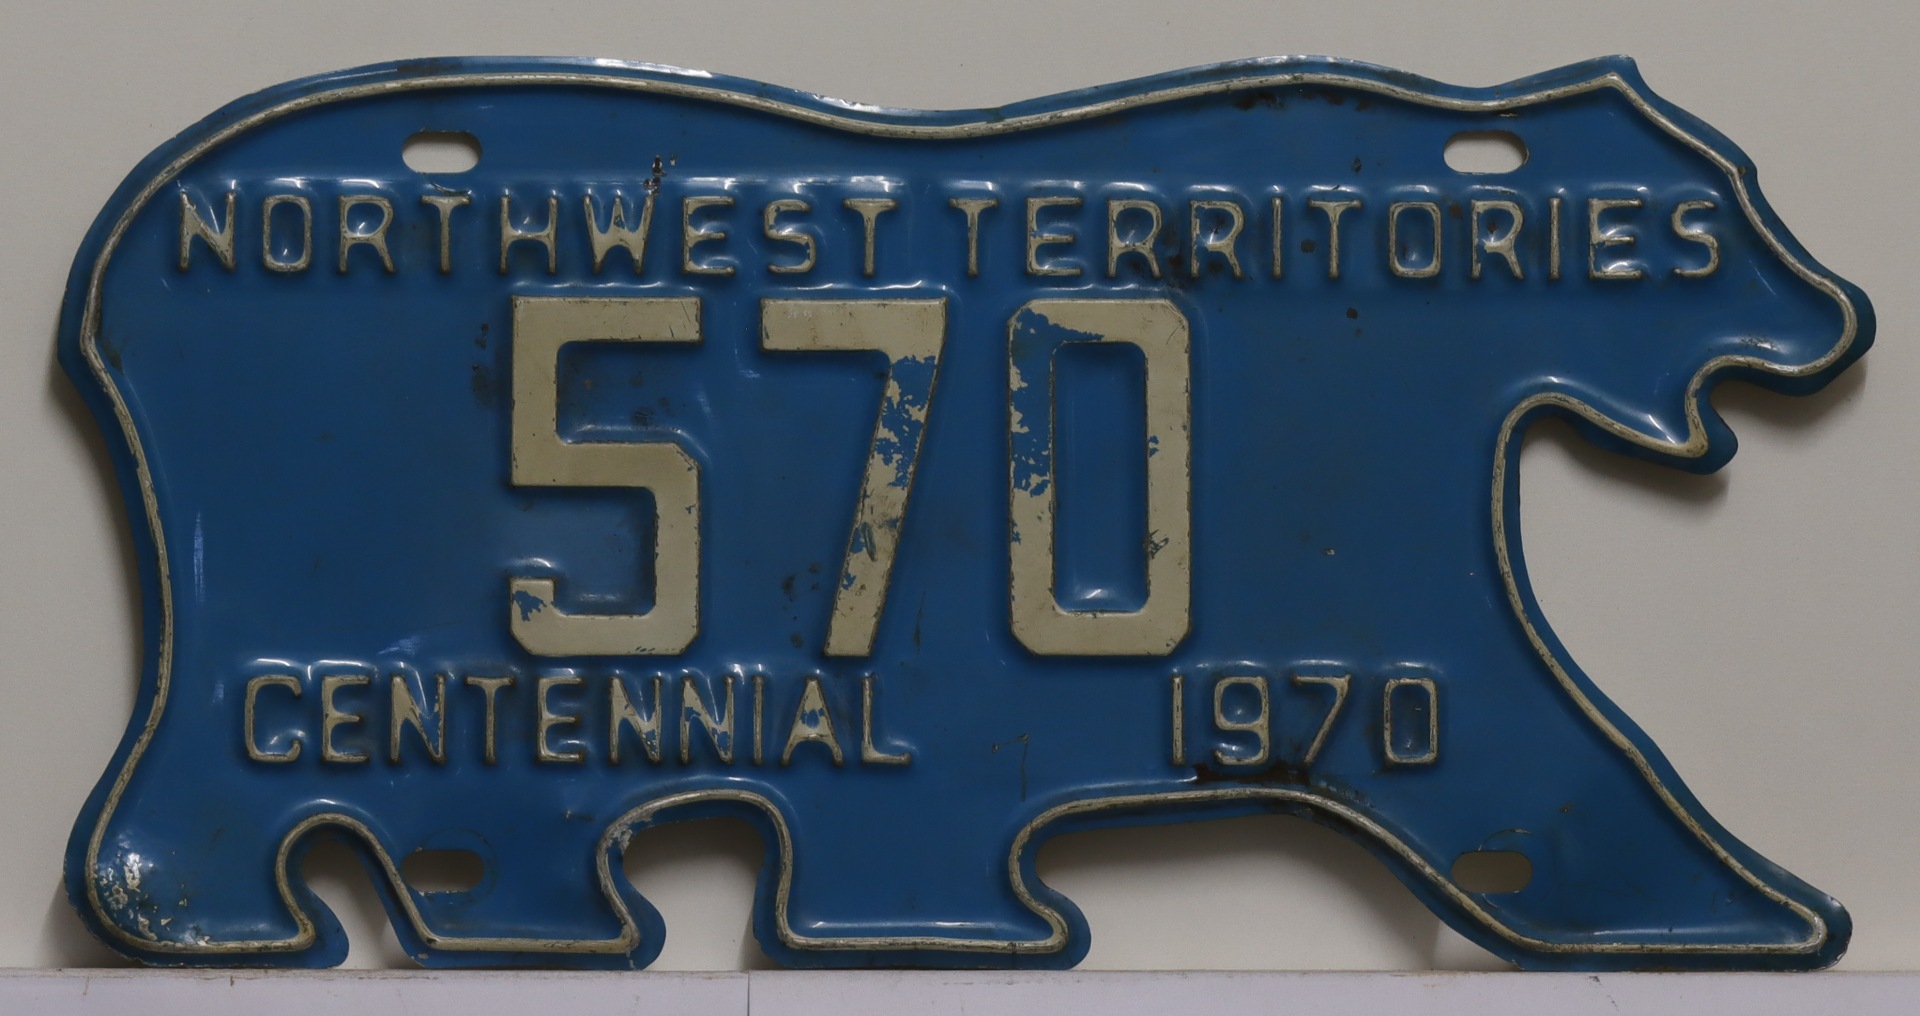 NORTHWEST TERRITORIES
570
CENTENNIAL 1970